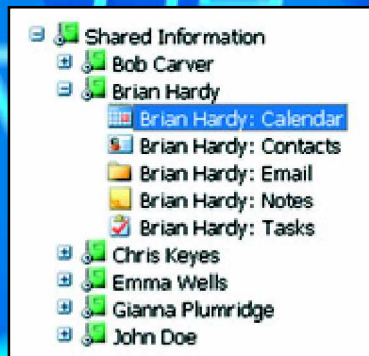 Shared Information
Bob Carver
Brian Hardy
Brian Hardy: Calendar
Brian Hardy: Contacts
Brian Hardy: Email
Brian Hardy: Notes
Brian Hardy: Tasks
Chris Keyes
Emma Wells
Gianna Plumridge
John Doe